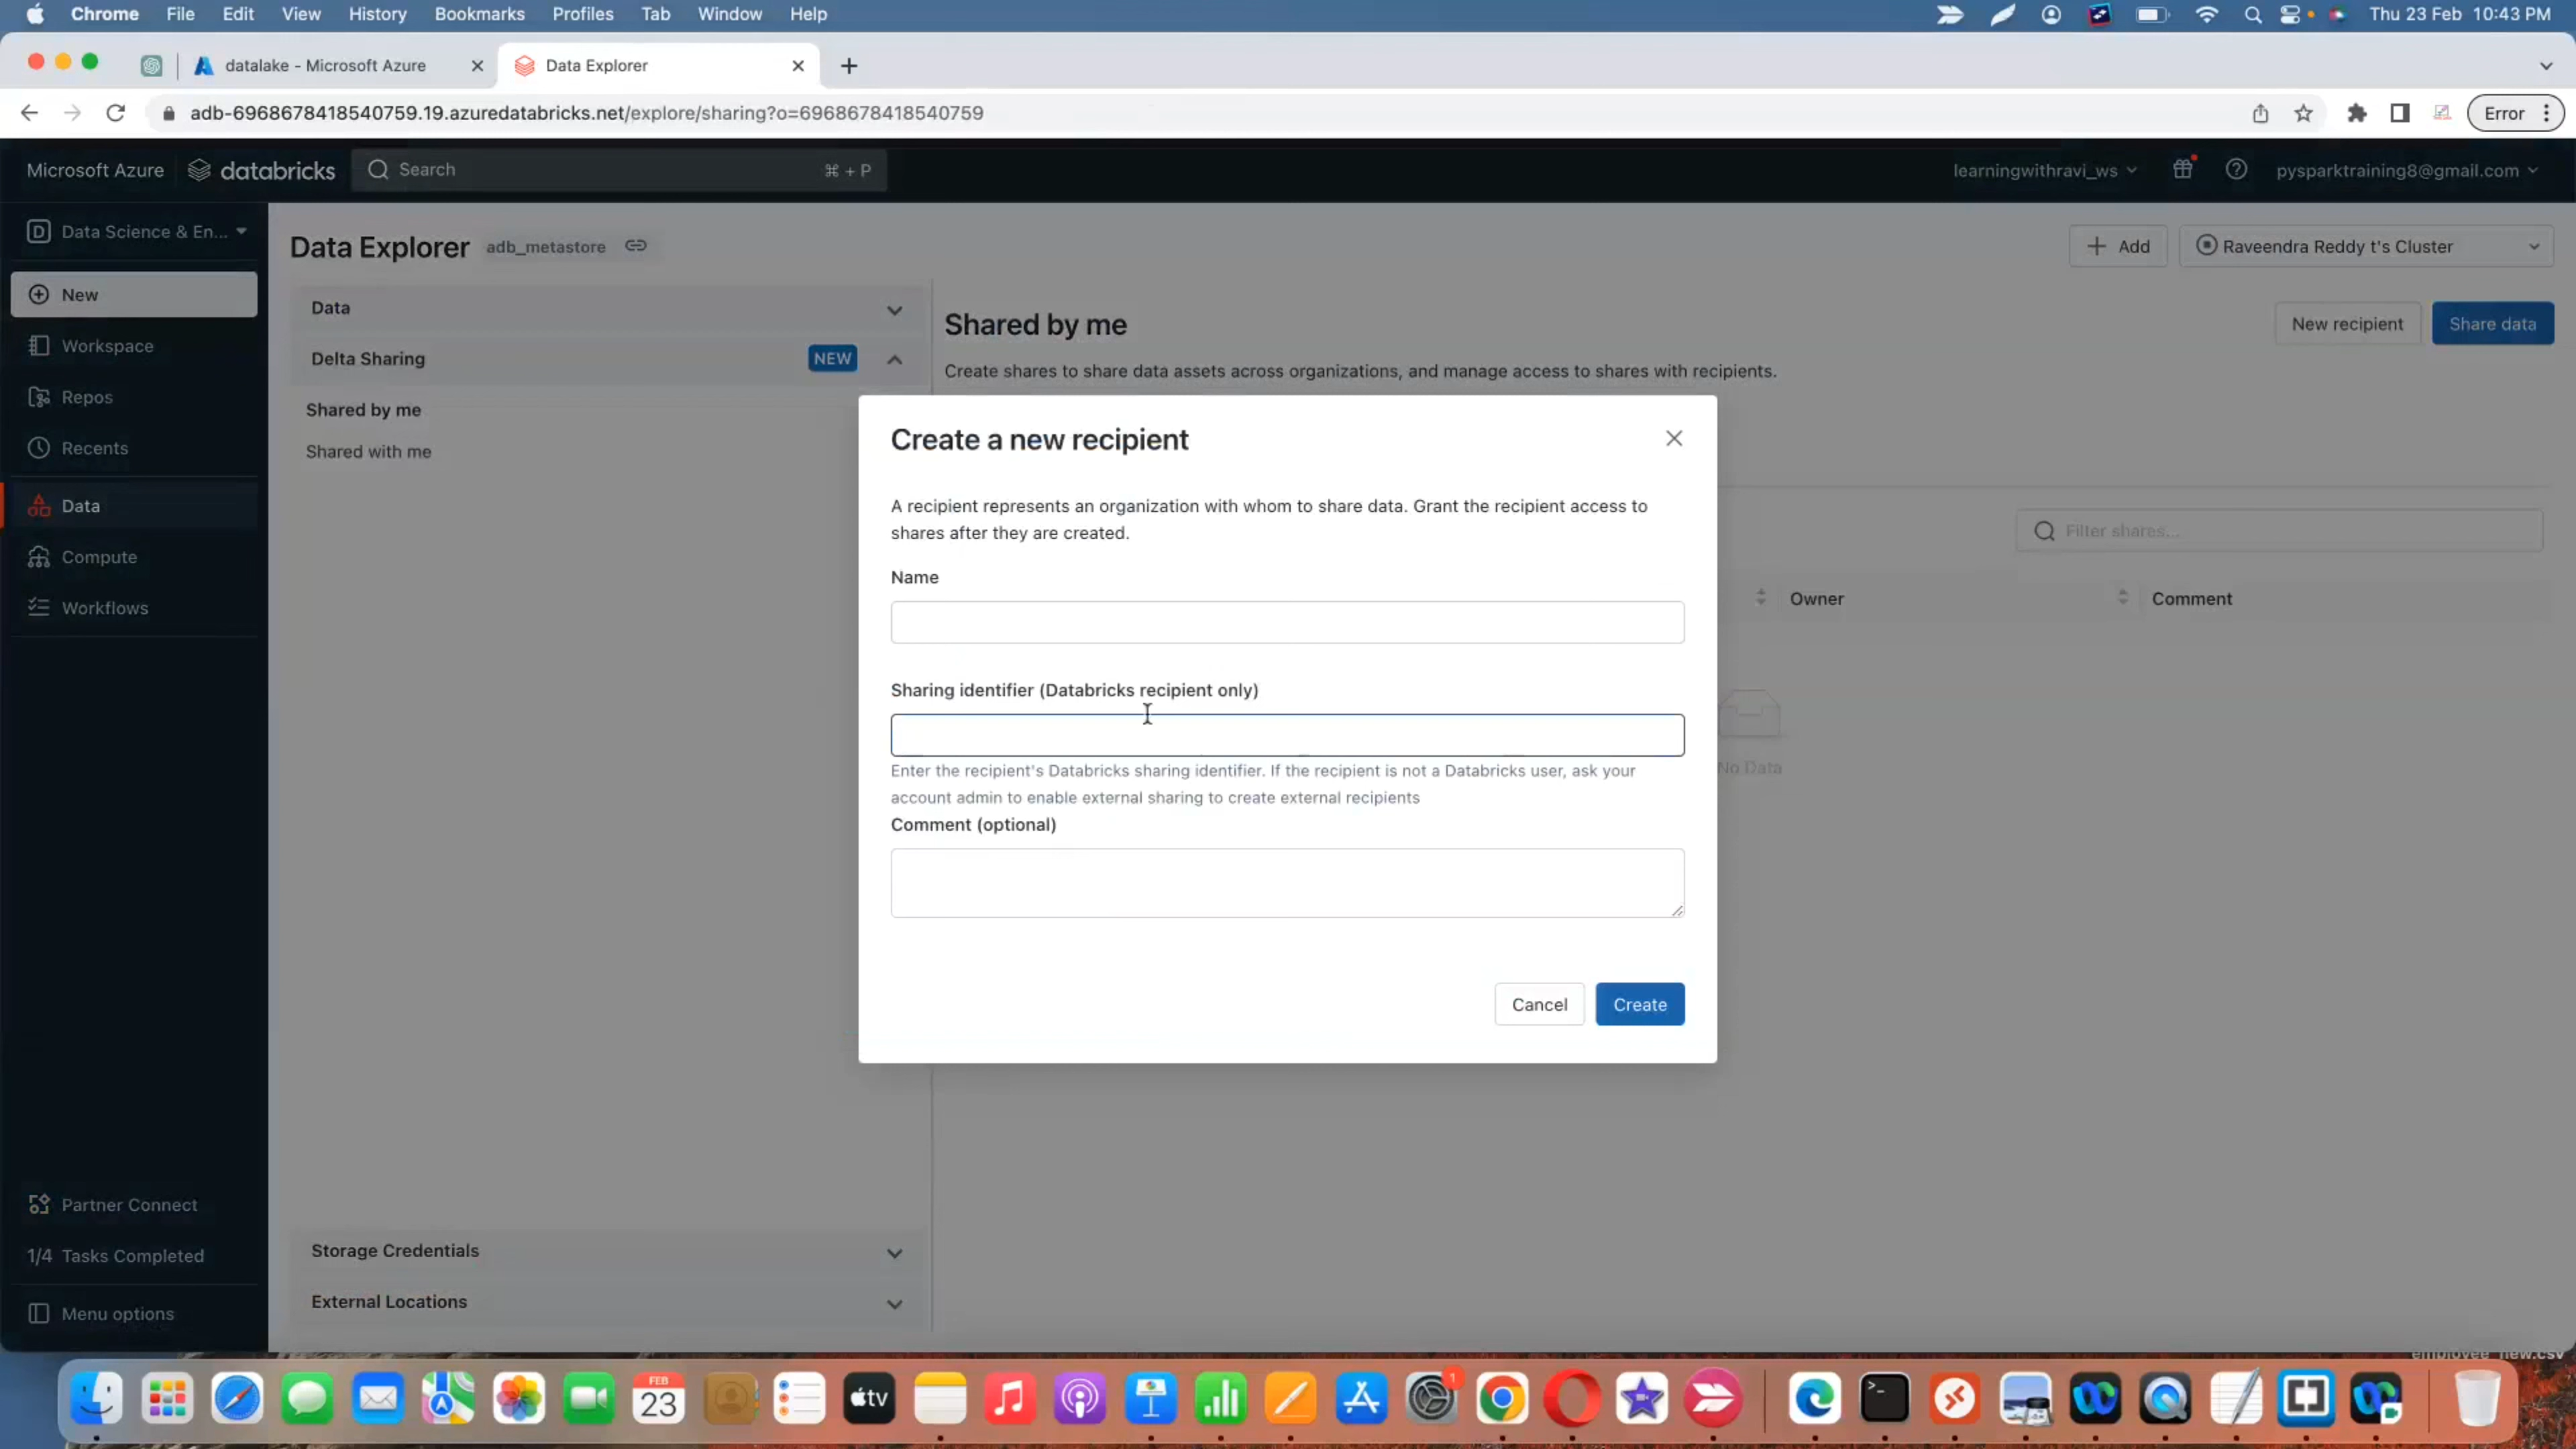 Chrome File Edit View History Bookmarks Profiles Tab Window Help Thu 23 Feb 10:43 PM
datalake - Microsoft Azure Data Explorer
adb-6968678418540759.19.azuredatabricks.net/explore/sharing?o=6968678418540759 Error
Microsoft Azure databricks Search ⌘ + P learningwithravi_ws pysparktraining8@gmail.com
Data Science & En...
Data Explorer adb_metastore + Add Raveendra Reddy t's Cluster
New
Workspace
Repos
Recents
Data
Compute
Workflows
Partner Connect
1/4 Tasks Completed
Menu options
Data
Delta Sharing NEW
Shared by me
Shared with me
Storage Credentials
External Locations
Shared by me New recipient Share data
Create shares to share data assets across organizations, and manage access to shares with recipients.
Filter shares...
Owner Comment
No Data
Create a new recipient
A recipient represents an organization with whom to share data. Grant the recipient access to
shares after they are created.
Name
Sharing identifier (Databricks recipient only)
Enter the recipient's Databricks sharing identifier. If the recipient is not a Databricks user, ask your
account admin to enable external sharing to create external recipients
Comment (optional)
Cancel Create
employee_new.csv
FEB
23
tv
1